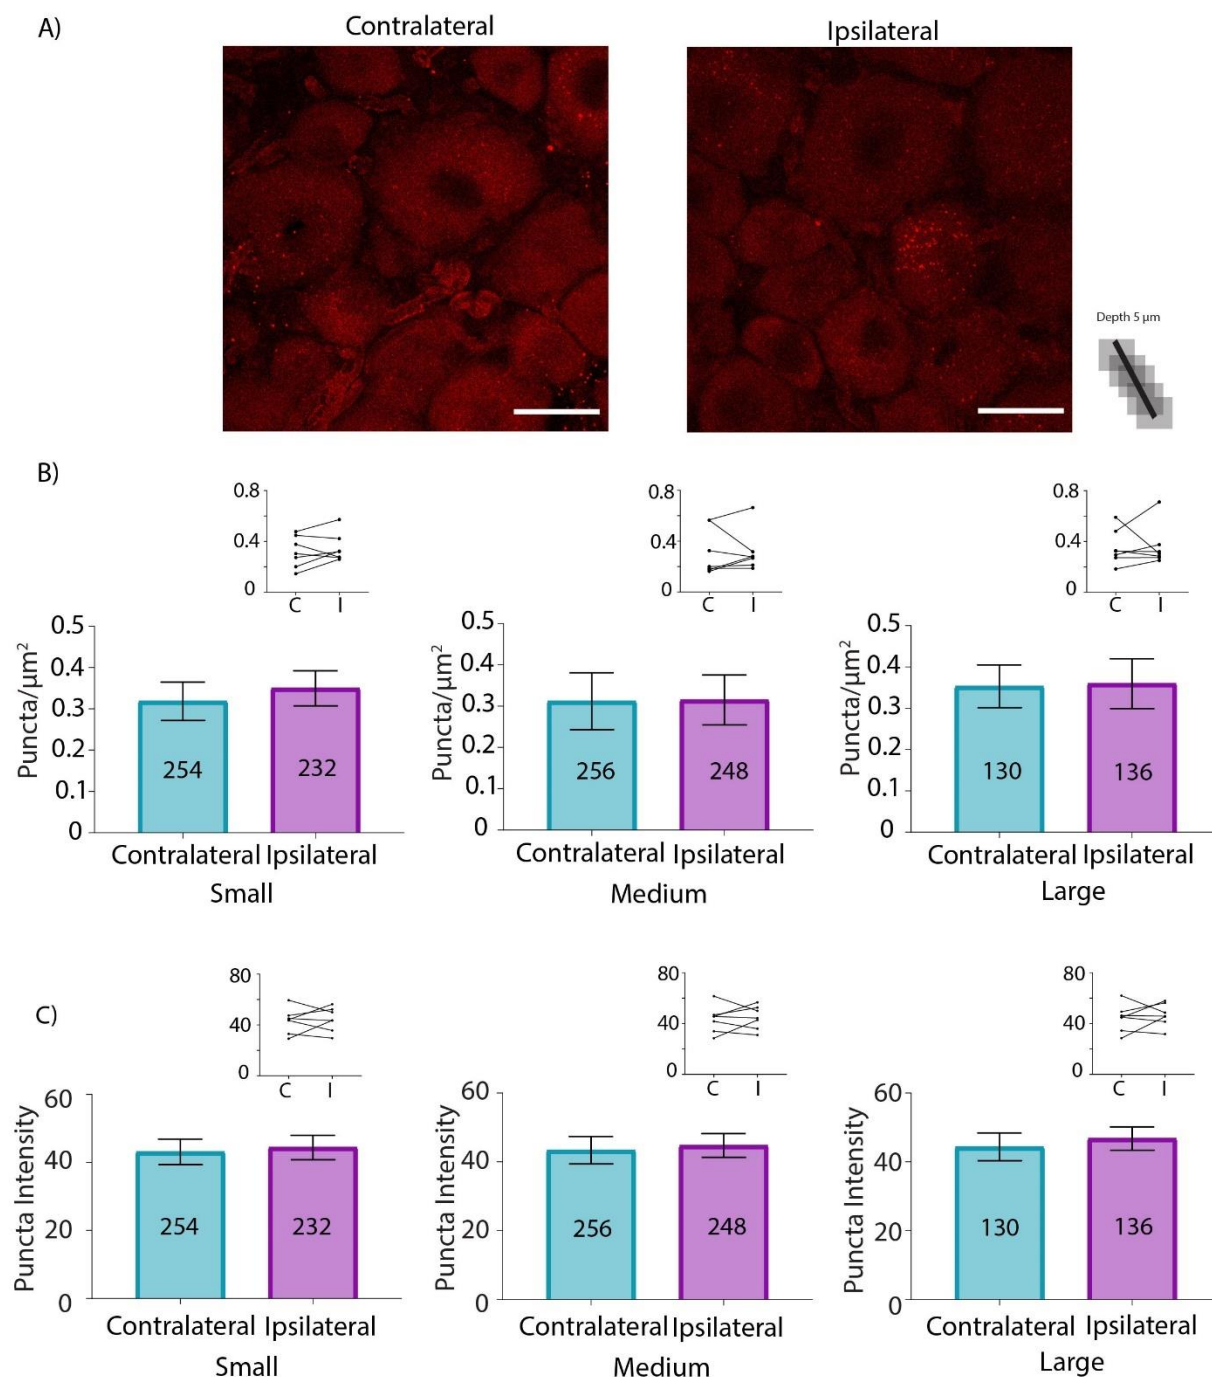 A)
Contralateral
Ipsilateral
Depth 5 µm
B)
0.8
0.4
0
C I
0.8
0.4
0
C I
0.8
0.4
0
C I
Puncta/µm²
0.5
0.4
0.3
0.2
0.1
0
254
232
Contralateral Ipsilateral
Small
Puncta/µm²
0.5
0.4
0.3
0.2
0.1
0
256
248
Contralateral Ipsilateral
Medium
Puncta/µm²
0.5
0.4
0.3
0.2
0.1
0
130
136
Contralateral Ipsilateral
Large
C)
80
40
0
C I
80
40
0
C I
80
40
0
C I
Puncta Intensity
60
40
20
0
254
232
Contralateral Ipsilateral
Small
Puncta Intensity
60
40
20
0
256
248
Contralateral Ipsilateral
Medium
Puncta Intensity
60
40
20
0
130
136
Contralateral Ipsilateral
Large